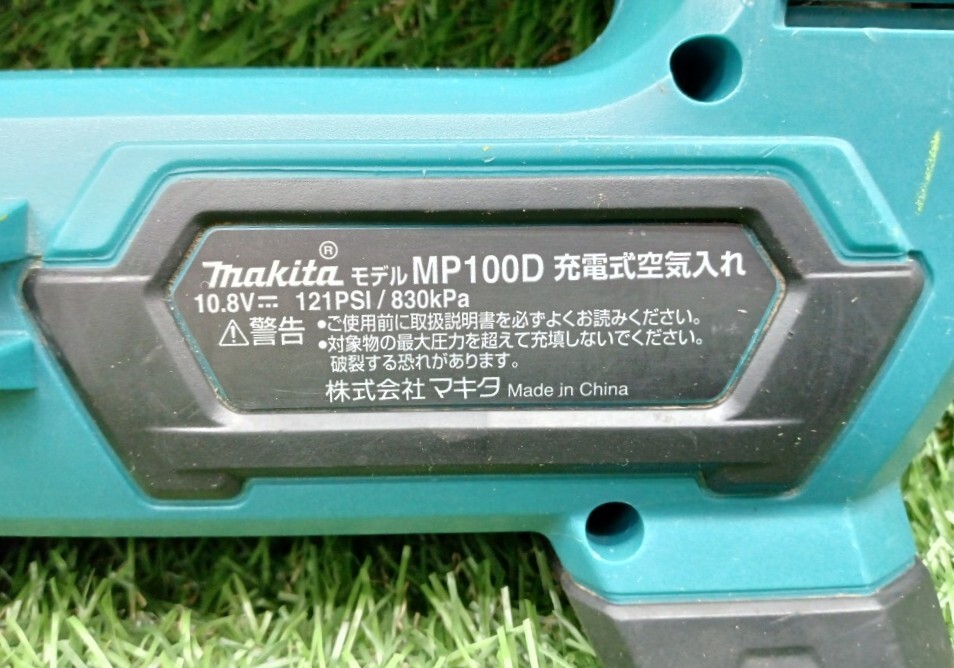 makita® モデル MP100D 充電式空気入れ
10.8V⎓ 121PSI / 830kPa
⚠警告 •ご使用前に取扱説明書を必ずよくお読みください。
•対象物の最大圧力を超えて充填しないでください。
破裂する恐れがあります。
株式会社 マキタ Made in China